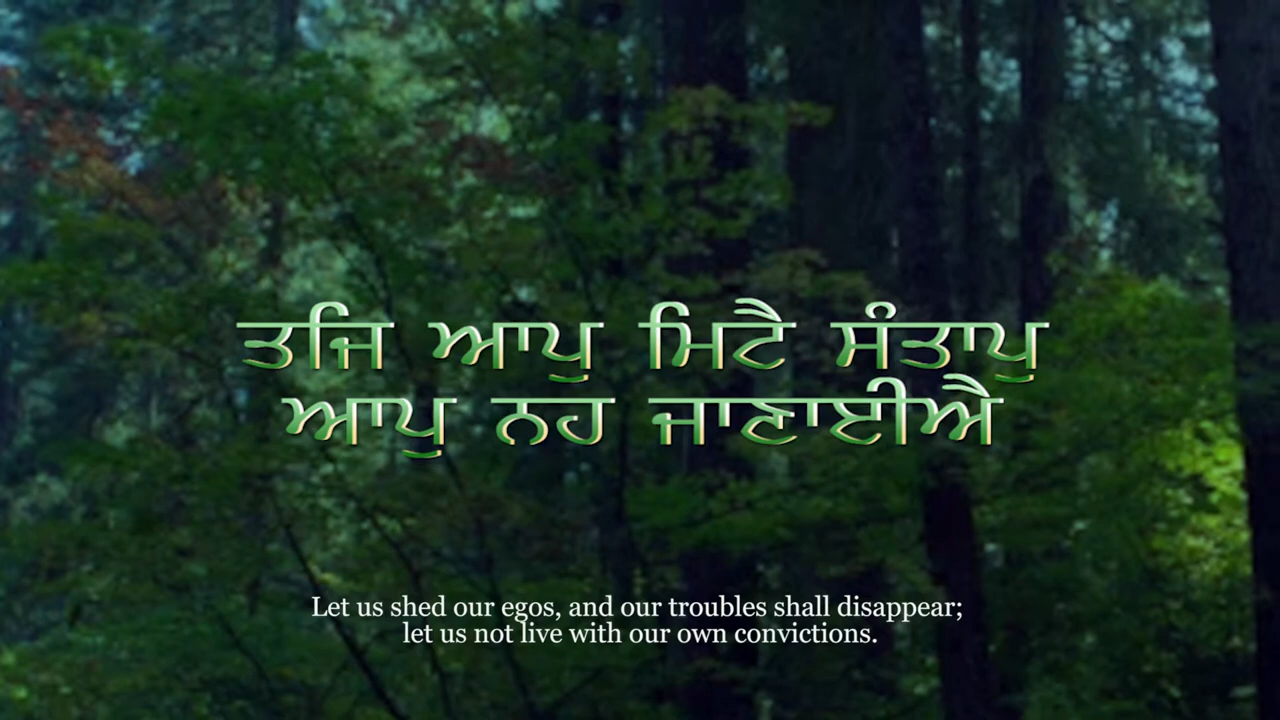 ਤਜਿ ਆਪੁ ਮਿਟੈ ਸੰਤਾਪੁ
ਆਪੁ ਨਹ ਜਾਣਾਈਐ
Let us shed our egos, and our troubles shall disappear;
let us not live with our own convictions.